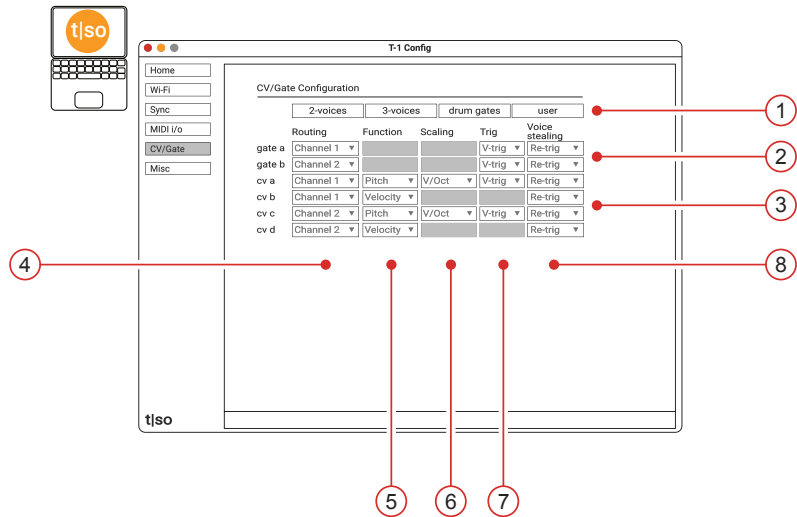 t|so
T-1 Config
Home
Wi-Fi
Sync
MIDI i/o
CV/Gate
Misc
CV/Gate Configuration
2-voices 3-voices drum gates user
Routing Function Scaling Trig Voice stealing
gate a Channel 1 V-trig Re-trig
gate b Channel 2 V-trig Re-trig
cv a Channel 1 Pitch V/Oct V-trig Re-trig
cv b Channel 1 Velocity Re-trig
cv c Channel 2 Pitch V/Oct V-trig Re-trig
cv d Channel 2 Velocity Re-trig
t|so
1
2
3
4
8
5
6
7